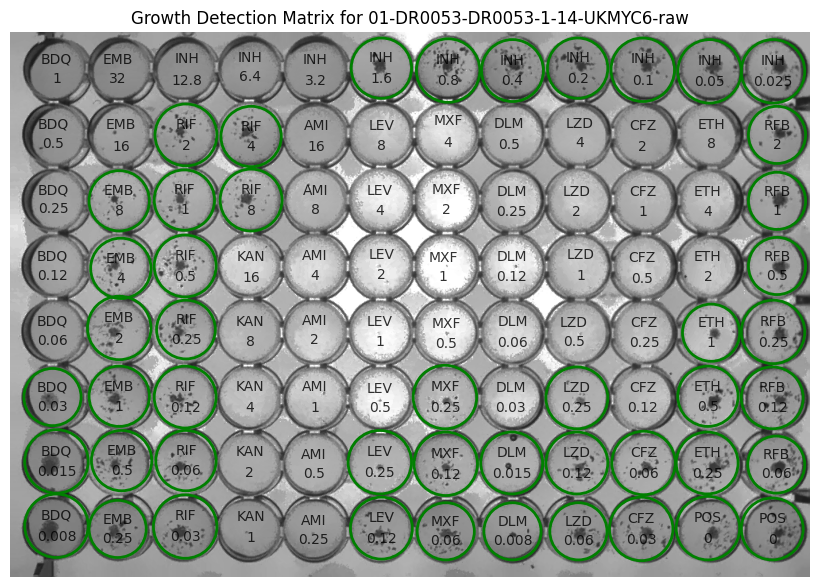 Growth Detection Matrix for 01-DR0053-DR0053-1-14-UKMYC6-raw
BDQ EMB INH INH INH INH INH INH INH INH INH INH
1 32 12.8 6.4 3.2 1.6 0.8 0.4 0.2 0.1 0.05 0.025
BDQ EMB RIF RIF AMI LEV MXF DLM LZD CFZ ETH RFB
0.5 16 2 4 16 8 4 0.5 4 2 8 2
BDQ EMB RIF RIF AMI LEV MXF DLM LZD CFZ ETH RFB
0.25 8 1 8 8 4 2 0.25 2 1 4 1
BDQ EMB RIF KAN AMI LEV MXF DLM LZD CFZ ETH RFB
0.12 4 0.5 16 4 2 1 0.12 1 0.5 2 0.5
BDQ EMB RIF KAN AMI LEV MXF DLM LZD CFZ ETH RFB
0.06 2 0.25 8 2 1 0.5 0.06 0.5 0.25 1 0.25
BDQ EMB RIF KAN AMI LEV MXF DLM LZD CFZ ETH RFB
0.03 1 0.12 4 1 0.5 0.25 0.03 0.25 0.12 0.5 0.12
BDQ EMB RIF KAN AMI LEV MXF DLM LZD CFZ ETH RFB
0.015 0.5 0.06 2 0.5 0.25 0.12 0.015 0.12 0.06 0.25 0.06
BDQ EMB RIF KAN AMI LEV MXF DLM LZD CFZ POS POS
0.008 0.25 0.03 1 0.25 0.12 0.06 0.008 0.06 0.03 0 0